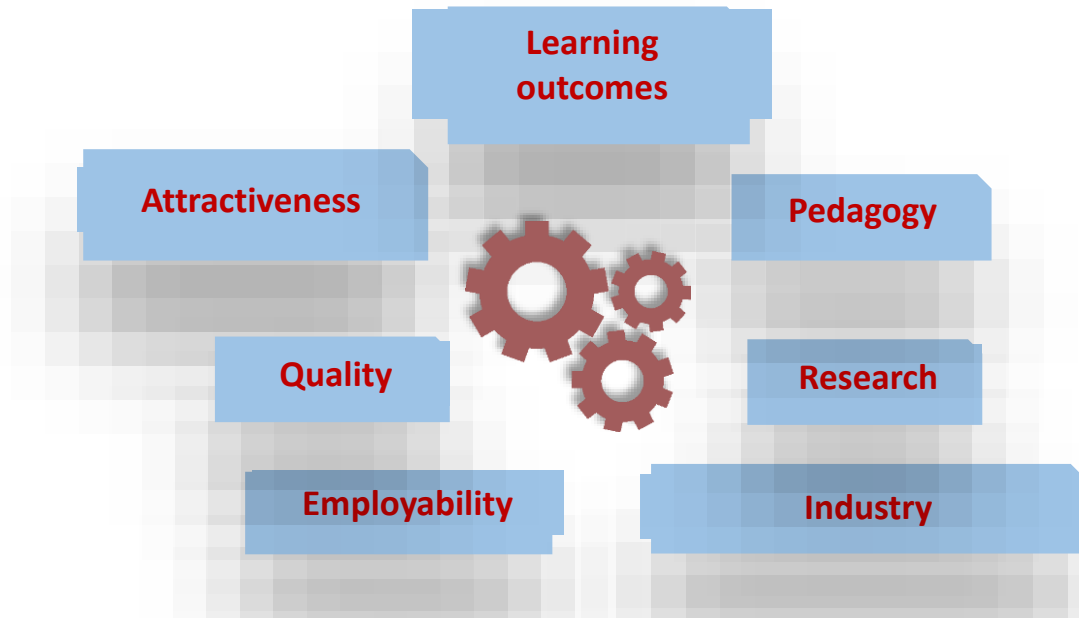 Learning
outcomes
Attractiveness
Pedagogy
Quality
Research
Employability
Industry